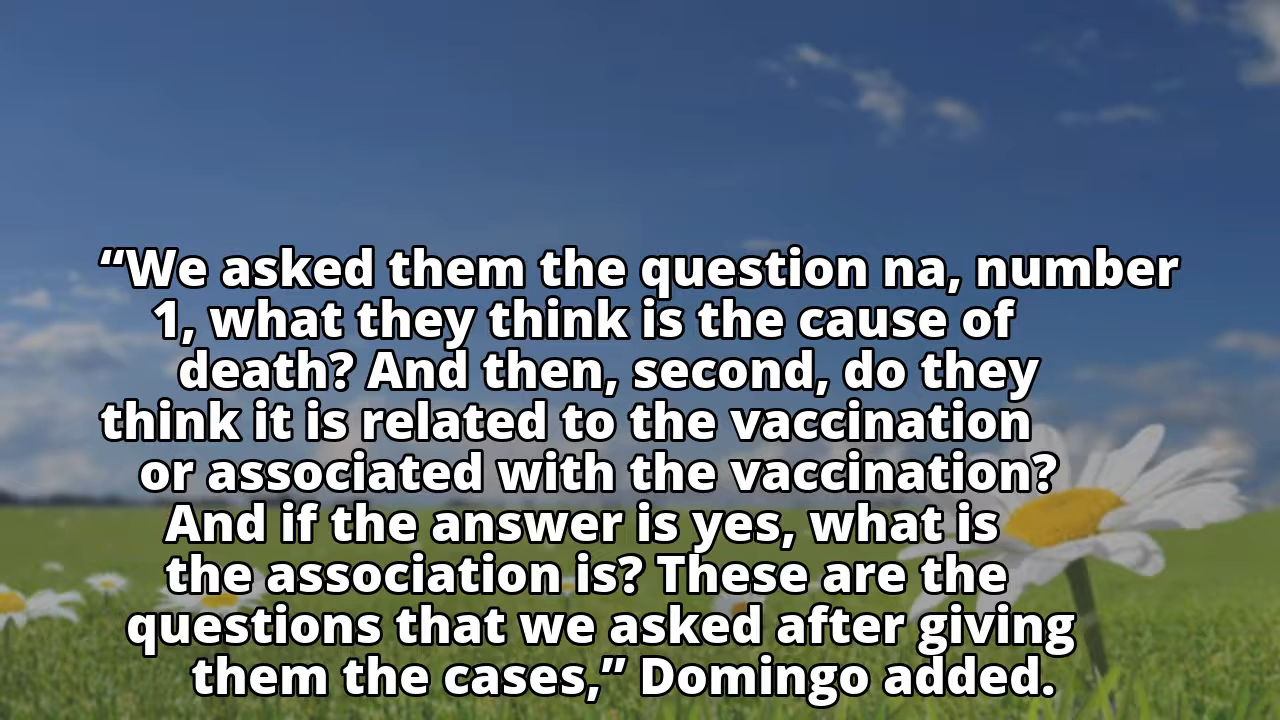 “We asked them the question na, number
1, what they think is the cause of
death? And then, second, do they
think it is related to the vaccination
or associated with the vaccination?
And if the answer is yes, what is
the association is? These are the
questions that we asked after giving
them the cases,” Domingo added.